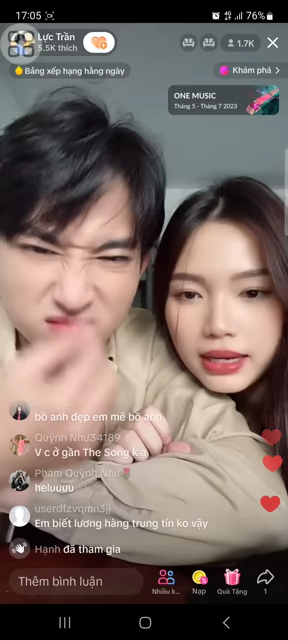 17:05
76%
Lực Trần
5.5K thích
1.7K
Bảng xếp hạng hằng ngày
Khám phá >
ONE MUSIC
Tháng 5 - Tháng 7 2023
bồ anh đẹp em mê bồ anh
Quỳnh Như34189
V c ở gần The Song k ạ
Phạm Quỳnh Như
heluuuu
userdfzvqmn3jj
Em biết lương hàng trung tín ko vậy
Hạnh đã tham gia
Thêm bình luận
Nhiều k...
Nạp
Quà Tặng
1